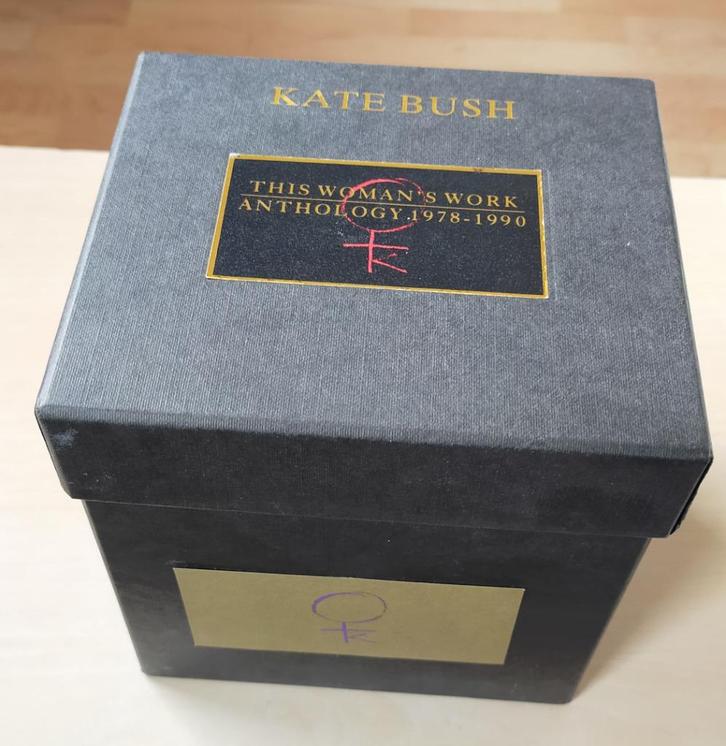 KATE BUSH
THIS WOMAN'S WORK
ANTHOLOGY 1978-1990